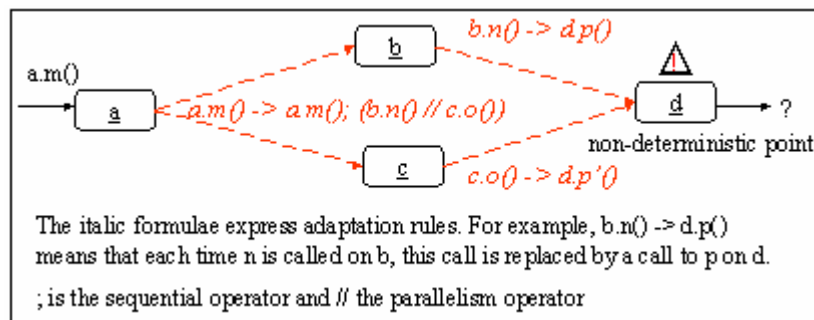 b.n() -> d.p()
b
!
a.m()
a
a.m() -> a.m(); (b.n() // c.o())
d
?
non-deterministic point
c
c.o() -> d.p'()
The italic formulae express adaptation rules. For example, b.n() -> d.p()
means that each time n is called on b, this call is replaced by a call to p on d.
; is the sequential operator and // the parallelism operator